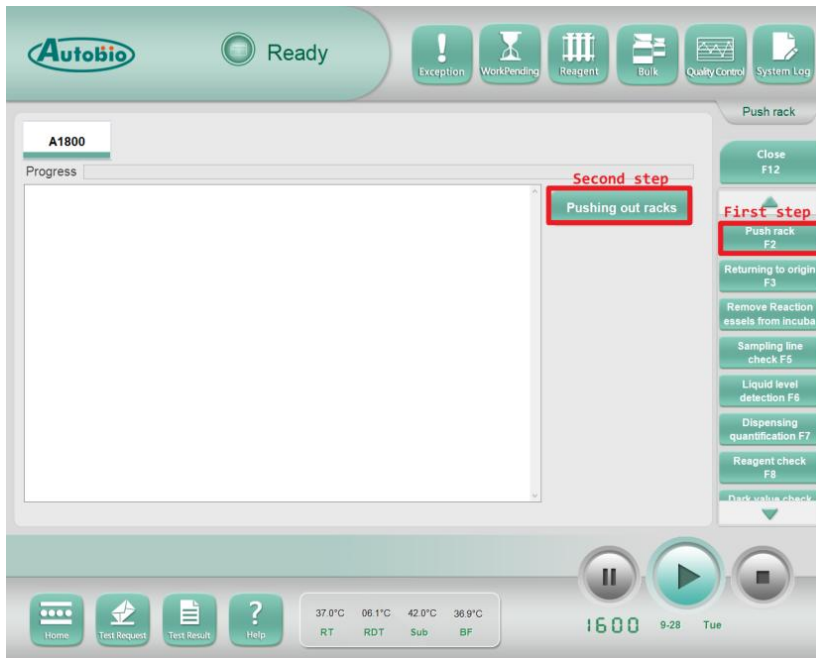 Autobio
Ready
Exception
WorkPending
Reagent
Bulk
Quality Control
System Log
Push rack
A1800
Progress
Close
F12
Second step
Pushing out racks
First step
Push rack
F2
Returning to origin
F3
Remove Reaction
essels from incuba
Sampling line
check F5
Liquid level
detection F6
Dispensing
quantification F7
Reagent check
F8
Dark value check
Home
Test Request
Test Result
Help
37.0°C 06.1°C 42.0°C 36.9°C
RT RDT Sub BF
1600 9-28 Tue